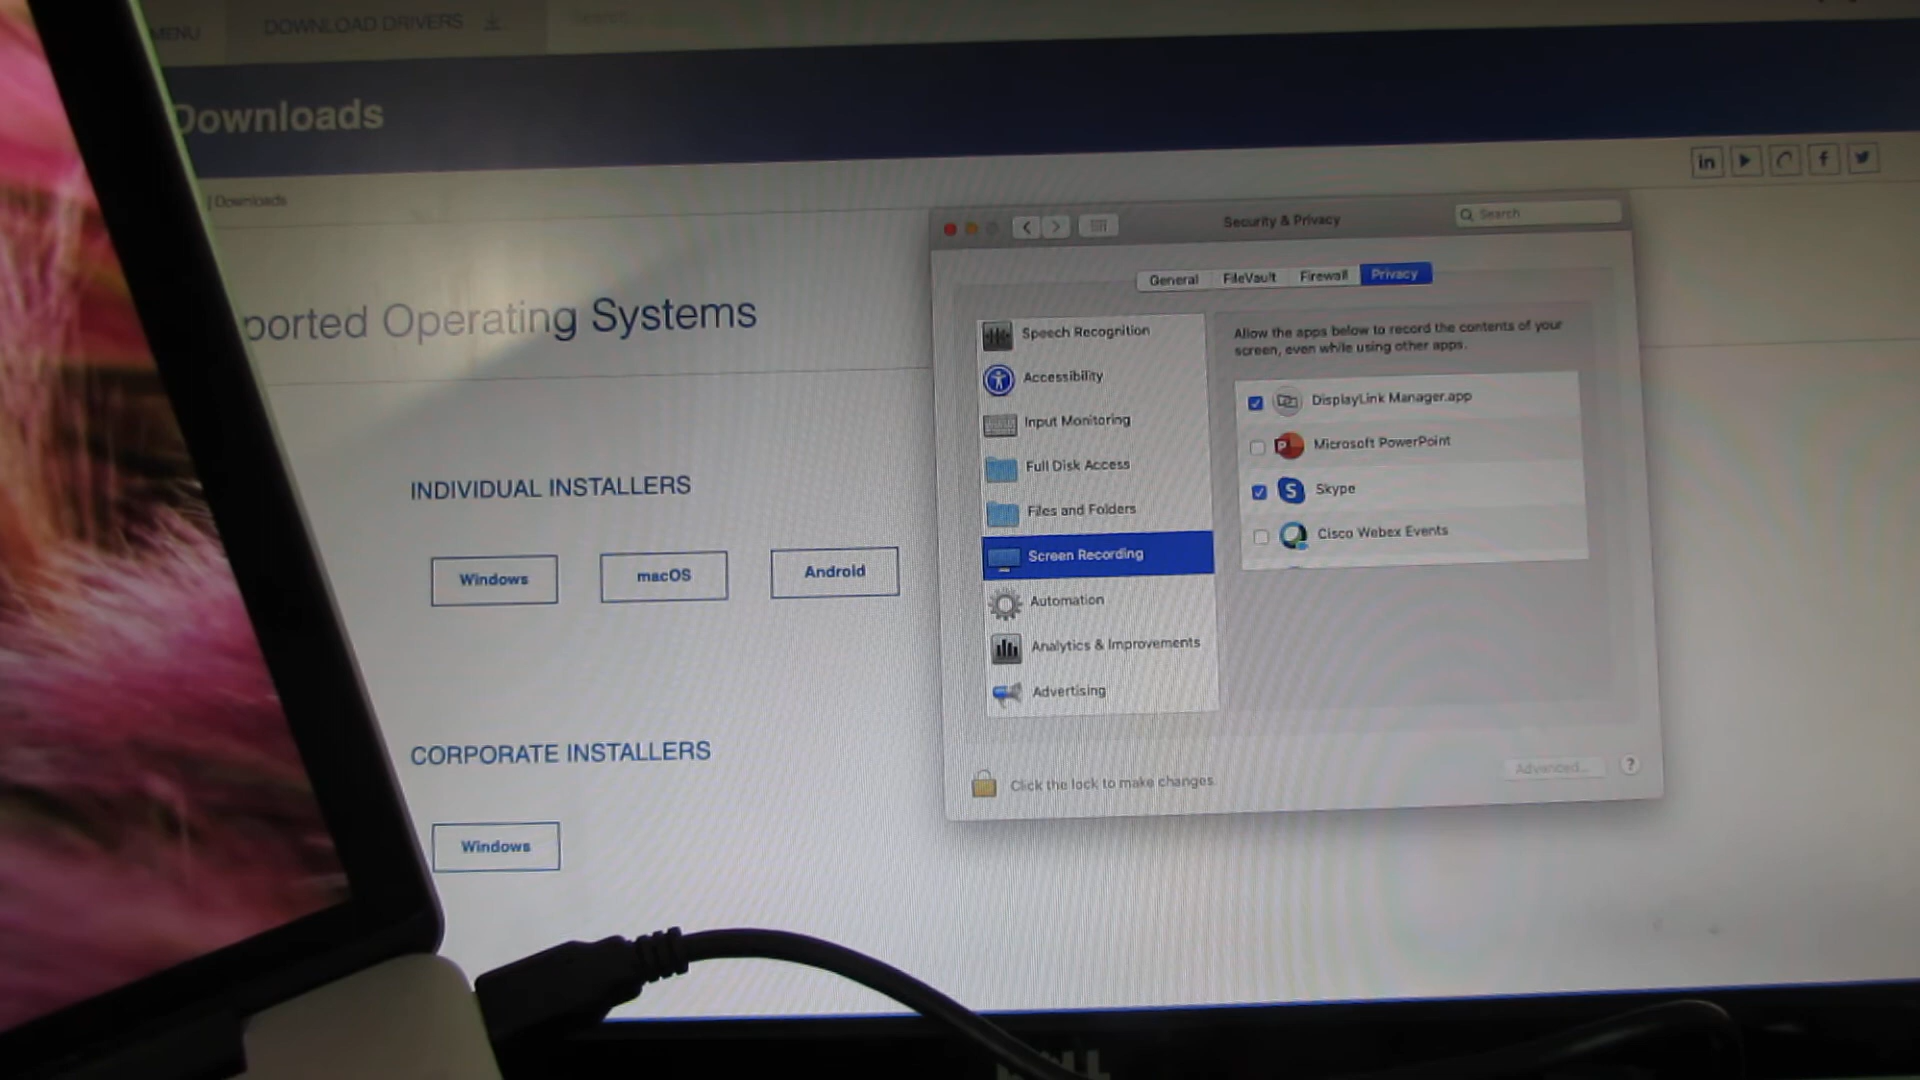 MENU
DOWNLOAD DRIVERS
Downloads
| Downloads
in
f
ported Operating Systems
INDIVIDUAL INSTALLERS
Windows
macOS
Android
CORPORATE INSTALLERS
Windows
Security & Privacy
Search
General
FileVault
Firewall
Privacy
Speech Recognition
Accessibility
Input Monitoring
Full Disk Access
Files and Folders
Screen Recording
Automation
Analytics & Improvements
Advertising
Allow the apps below to record the contents of your
screen, even while using other apps.
DisplayLink Manager.app
Microsoft PowerPoint
Skype
Cisco Webex Events
Click the lock to make changes.
Advanced...
?